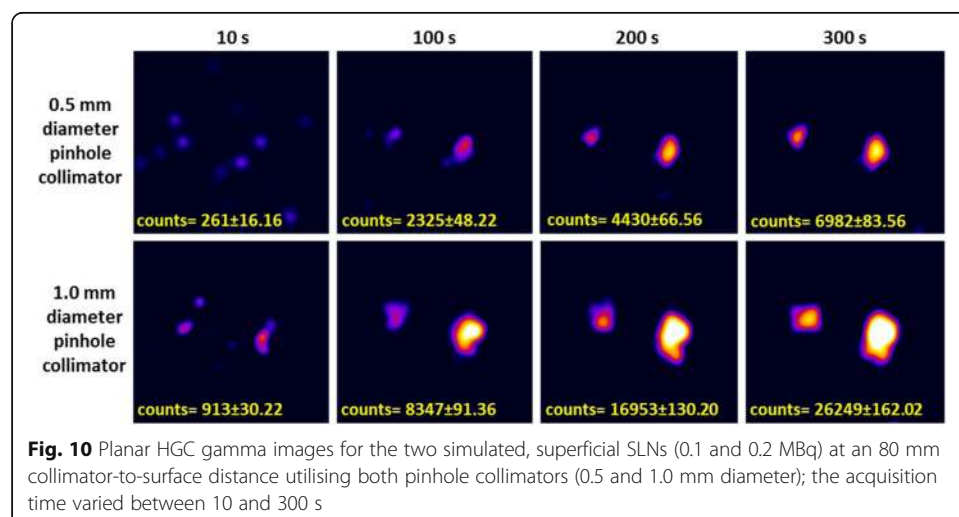 10 s 100 s 200 s 300 s
0.5 mm
diameter
pinhole
collimator
counts= 261±16.16 counts= 2325±48.22 counts= 4430±66.56 counts= 6982±83.56
1.0 mm
diameter
pinhole
collimator
counts= 913±30.22 counts= 8347±91.36 counts= 16953±130.20 counts= 26249±162.02
Fig. 10 Planar HGC gamma images for the two simulated, superficial SLNs (0.1 and 0.2 MBq) at an 80 mm
collimator-to-surface distance utilising both pinhole collimators (0.5 and 1.0 mm diameter); the acquisition
time varied between 10 and 300 s